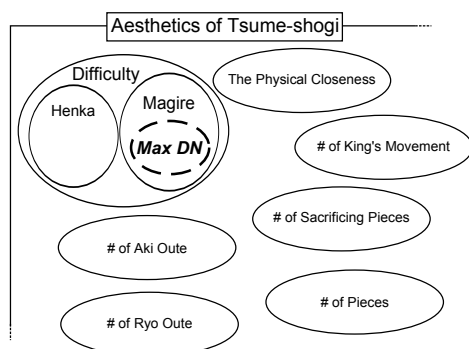 Aesthetics of Tsume-shogi
Difficulty
The Physical Closeness
Henka
Magire
Max DN
# of King's Movement
# of Sacrificing Pieces
# of Aki Oute
# of Pieces
# of Ryo Oute